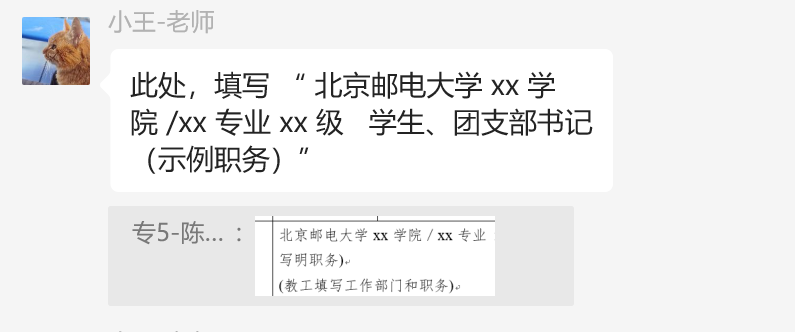 小王-老师
此处，填写 “ 北京邮电大学 xx 学
院 /xx 专业 xx 级   学生、团支部书记
（示例职务）”
专5-陈... ：
北京邮电大学 xx 学院 / xx 专业
写明职务)
(教工填写工作部门和职务)